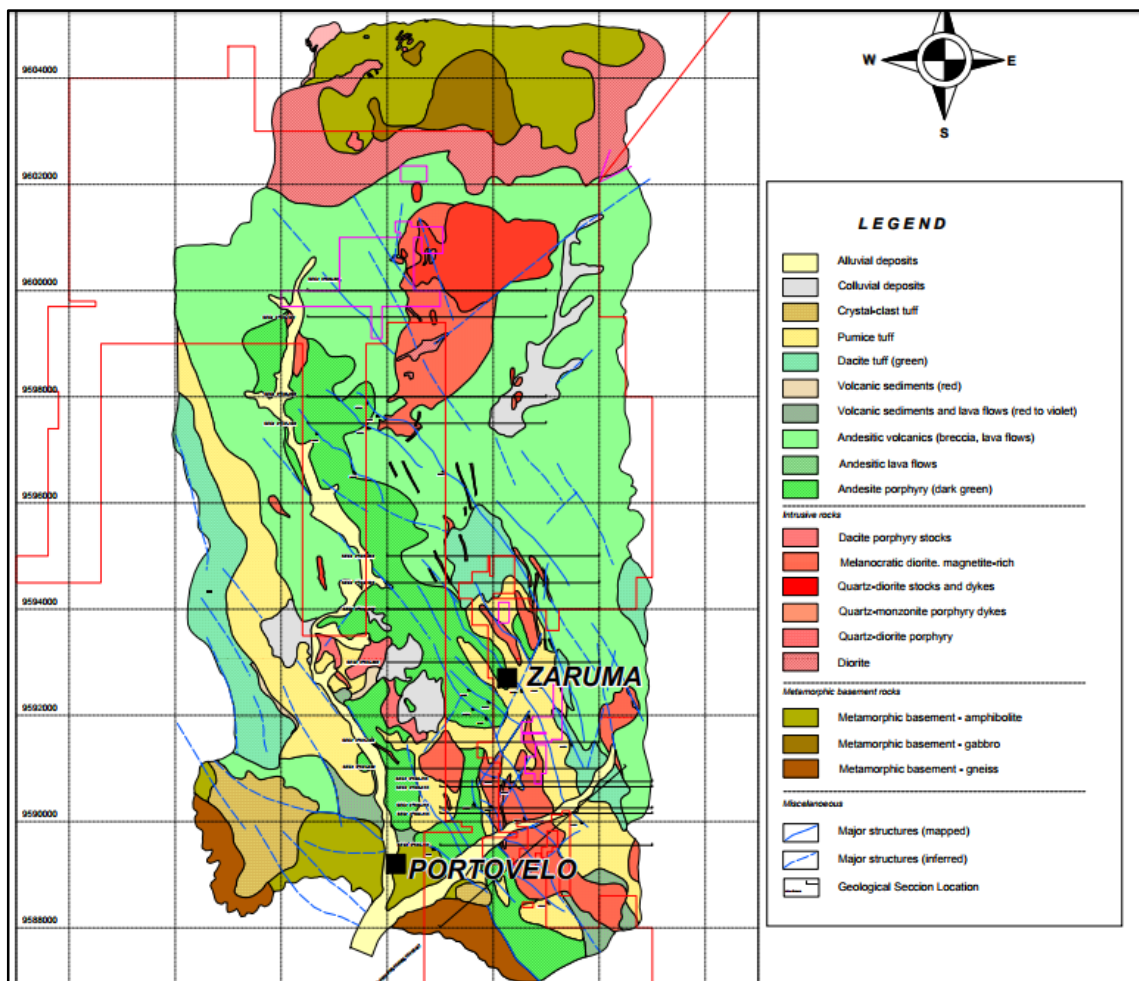 W
E
S
9604000
9602000
9600000
9598000
9596000
9594000
9592000
9590000
9588000
ZARUMA
PORTOVELO
LEGEND
Alluvial deposits
Colluvial deposits
Crystal-clast tuff
Pumice tuff
Dacite tuff (green)
Volcanic sediments (red)
Volcanic sediments and lava flows (red to violet)
Andesitic volcanics (breccia, lava flows)
Andesitic lava flows
Andesite porphyry (dark green)
Intrusive rocks
Dacite porphyry stocks
Melanocratic diorite. magnetite-rich
Quartz-diorite stocks and dykes
Quartz-monzonite porphyry dykes
Quartz-diorite porphyry
Diorite
Metamorphic basement rocks
Metamorphic basement - amphibolite
Metamorphic basement - gabbro
Metamorphic basement - gneiss
Miscelaneous
Major structures (mapped)
Major structures (inferred)
Geological Seccion Location